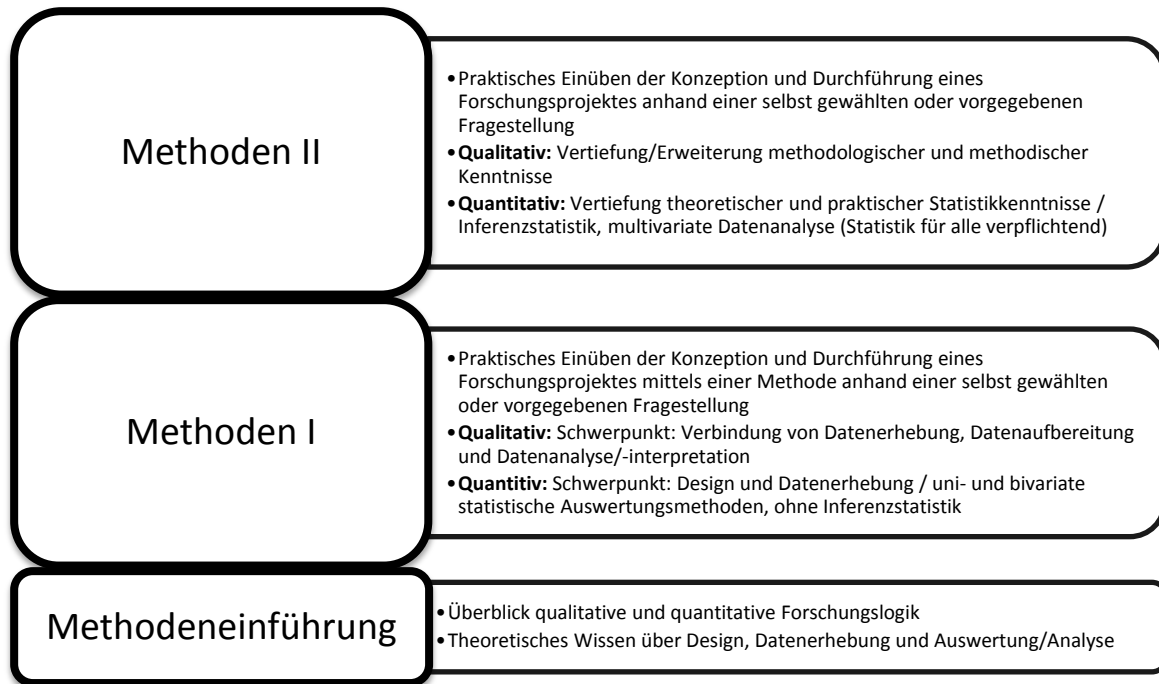 Methoden II
•Praktisches Einüben der Konzeption und Durchführung eines
Forschungsprojektes anhand einer selbst gewählten oder vorgegebenen
Fragestellung
•Qualitativ: Vertiefung/Erweiterung methodologischer und methodischer
Kenntnisse
•Quantitativ: Vertiefung theoretischer und praktischer Statistikkenntnisse /
Inferenzstatistik, multivariate Datenanalyse (Statistik für alle verpflichtend)
Methoden I
•Praktisches Einüben der Konzeption und Durchführung eines
Forschungsprojektes mittels einer Methode anhand einer selbst gewählten
oder vorgegebenen Fragestellung
•Qualitativ: Schwerpunkt: Verbindung von Datenerhebung, Datenaufbereitung
und Datenanalyse/-interpretation
•Quantitiv: Schwerpunkt: Design und Datenerhebung / uni- und bivariate
statistische Auswertungsmethoden, ohne Inferenzstatistik
Methodeneinführung
•Überblick qualitative und quantitative Forschungslogik
•Theoretisches Wissen über Design, Datenerhebung und Auswertung/Analyse